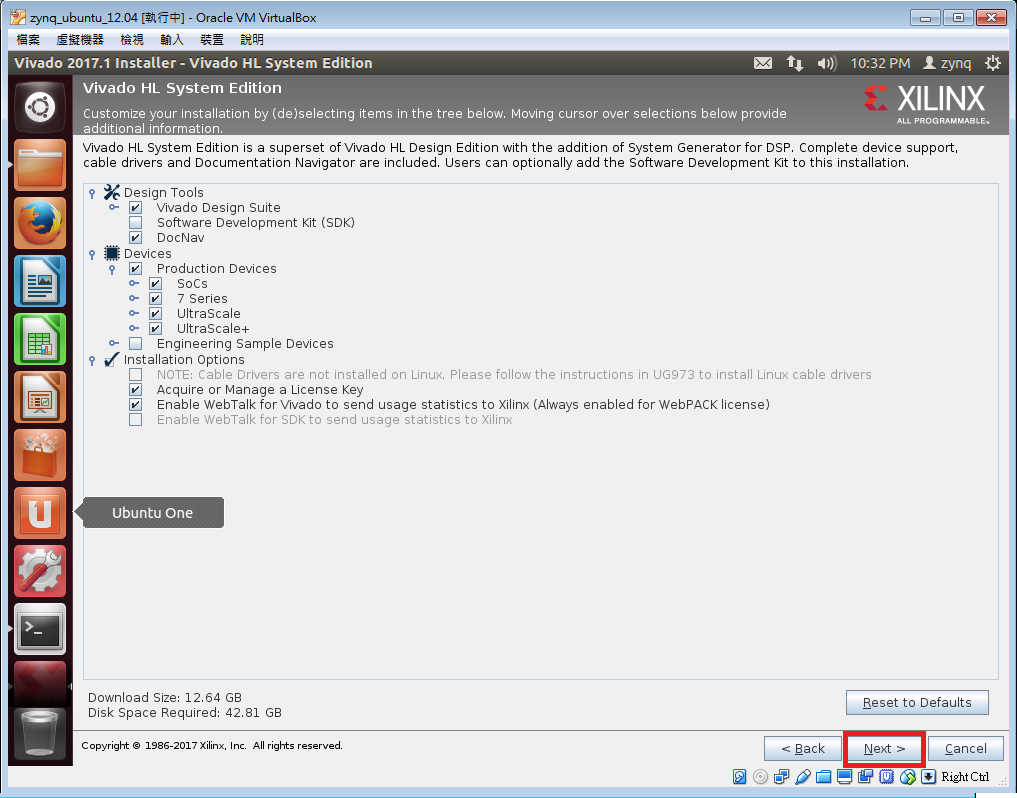 zynq_ubuntu_12.04 [執行中] - Oracle VM VirtualBox
檔案 虛擬機器 檢視 輸入 裝置 說明
Vivado 2017.1 Installer - Vivado HL System Edition 10:32 PM zynq
Vivado HL System Edition
Customize your installation by (de)selecting items in the tree below. Moving cursor over selections below provide
additional information.
XILINX
ALL PROGRAMMABLE™
Vivado HL System Edition is a superset of Vivado HL Design Edition with the addition of System Generator for DSP. Complete device support,
cable drivers and Documentation Navigator are included. Users can optionally add the Software Development Kit to this installation.
Design Tools
Vivado Design Suite
Software Development Kit (SDK)
DocNav
Devices
Production Devices
SoCs
7 Series
UltraScale
UltraScale+
Engineering Sample Devices
Installation Options
NOTE: Cable Drivers are not installed on Linux. Please follow the instructions in UG973 to install Linux cable drivers
Acquire or Manage a License Key
Enable WebTalk for Vivado to send usage statistics to Xilinx (Always enabled for WebPACK license)
Enable WebTalk for SDK to send usage statistics to Xilinx
Ubuntu One
Download Size: 12.64 GB
Disk Space Required: 42.81 GB
Reset to Defaults
Copyright © 1986-2017 Xilinx, Inc. All rights reserved.
< Back Next > Cancel
Right Ctrl